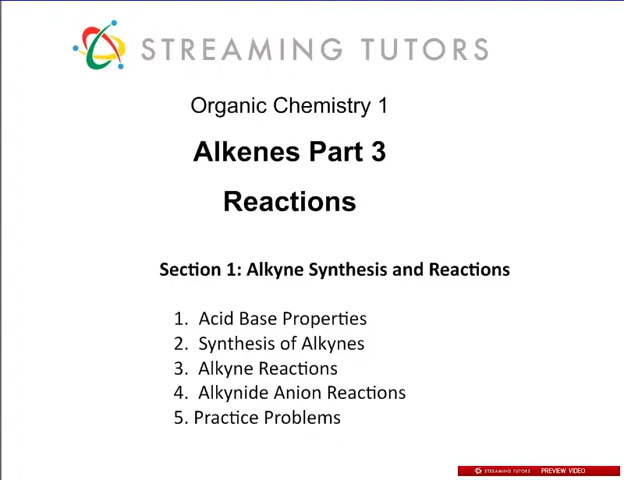 STREAMING TUTORS
Organic Chemistry 1
Alkenes Part 3
Reactions
Section 1: Alkyne Synthesis and Reactions
1. Acid Base Properties
2. Synthesis of Alkynes
3. Alkyne Reactions
4. Alkynide Anion Reactions
5. Practice Problems
STREAMING TUTORS PREVIEW VIDEO